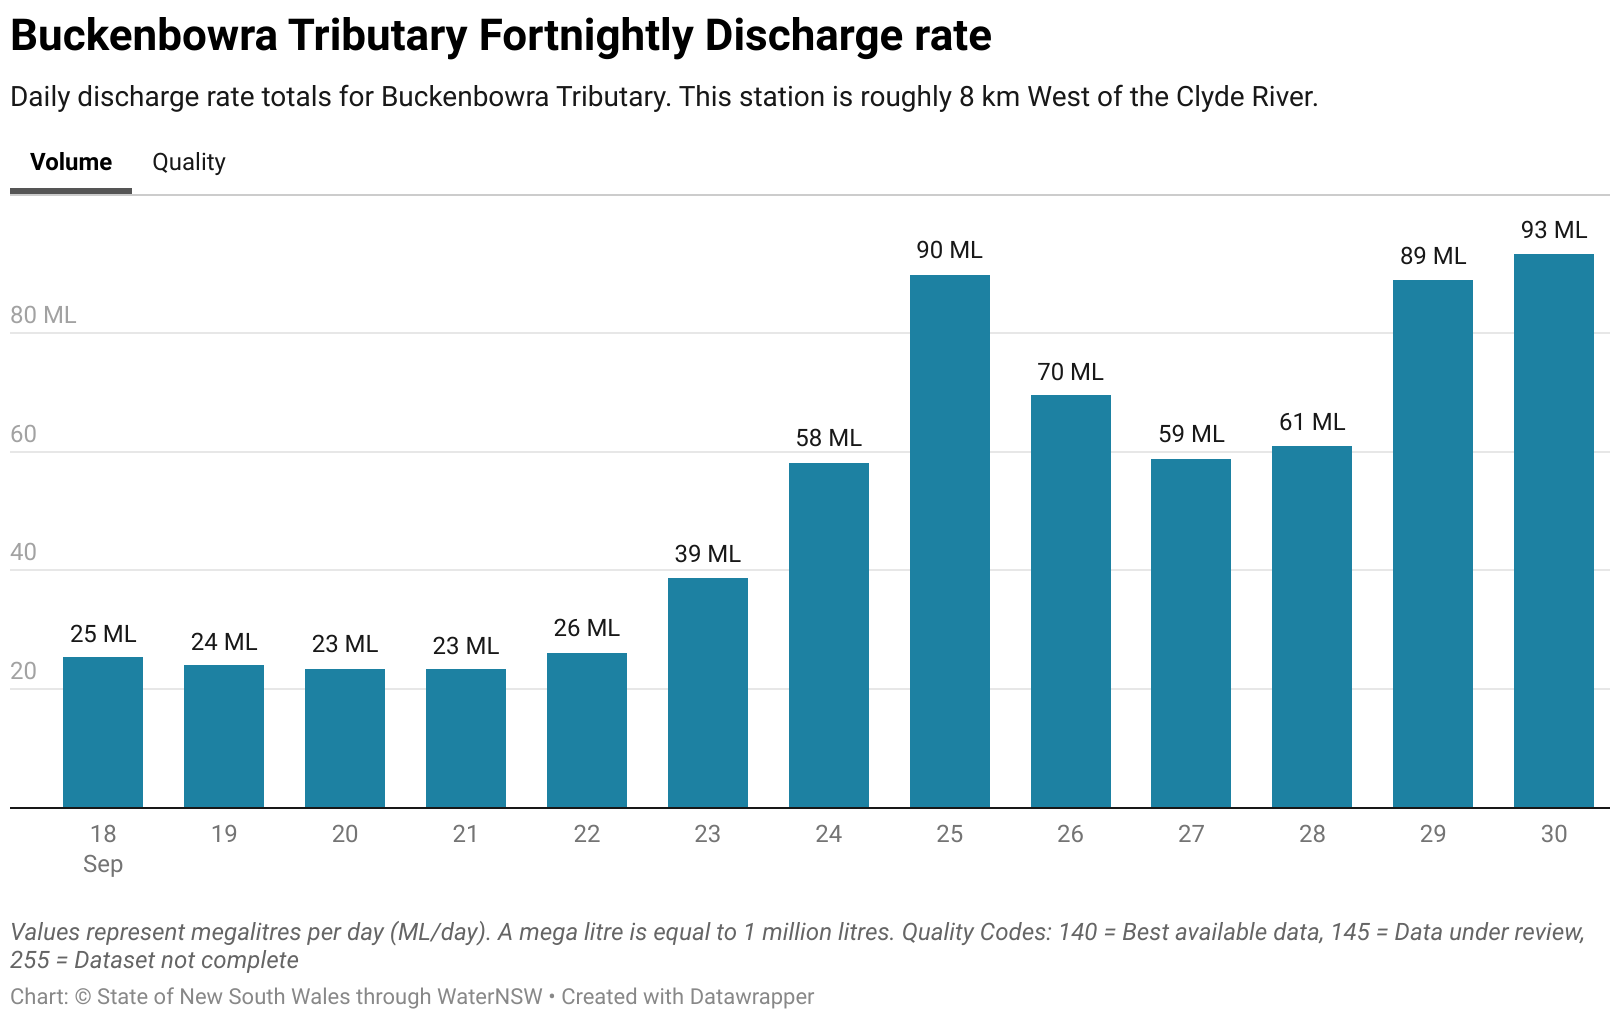 Buckenbowra Tributary Fortnightly Discharge rate
Daily discharge rate totals for Buckenbowra Tributary. This station is roughly 8 km West of the Clyde River.
Volume Quality
93 ML
90 ML
89 ML
80 ML
70 ML
61 ML
59 ML
58 ML
60
39 ML
40
26 ML
25 ML
24 ML
23 ML
23 ML
20
18 19 20 21 22 23 24 25 26 27 28 29 30
Sep
Values represent megalitres per day (ML/day). A mega litre is equal to 1 million litres. Quality Codes: 140 = Best available data, 145 = Data under review,
255 = Dataset not complete
Chart: © State of New South Wales through WaterNSW • Created with Datawrapper